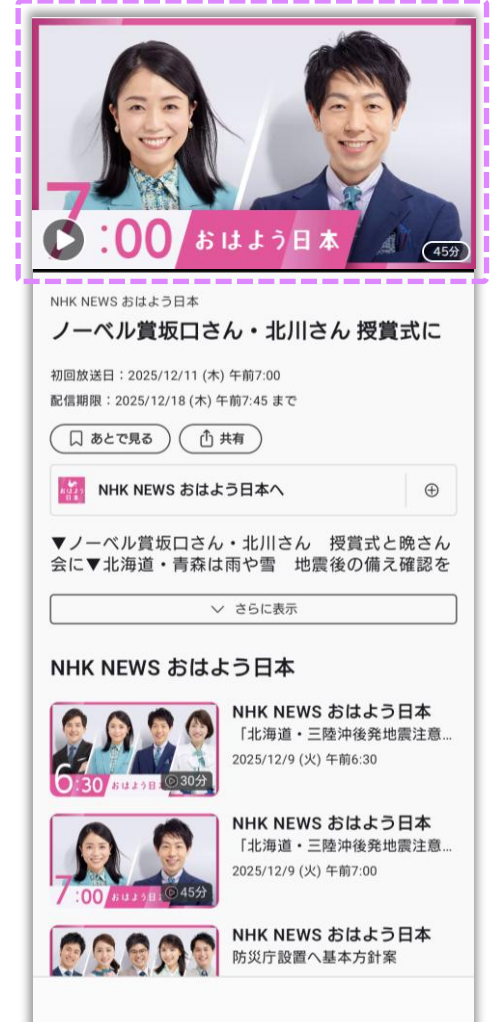 7:00 おはよう日本
45分
NHK NEWS おはよう日本
ノーベル賞坂口さん・北川さん 授賞式に
初回放送日：2025/12/11 (木) 午前7:00
配信期限：2025/12/18 (木) 午前7:45 まで
あとで見る 共有
おはよう
日本
NHK NEWS おはよう日本へ
▼ノーベル賞坂口さん・北川さん　授賞式と晩さん
会に▼北海道・青森は雨や雪　地震後の備え確認を
さらに表示
NHK NEWS おはよう日本
6:30 おはよう日
30分
NHK NEWS おはよう日本
「北海道・三陸沖後発地震注意...
2025/12/9 (火) 午前6:30
7:00 おはよう日
45分
NHK NEWS おはよう日本
「北海道・三陸沖後発地震注意...
2025/12/9 (火) 午前7:00
NHK NEWS おはよう日本
防災庁設置へ基本方針案